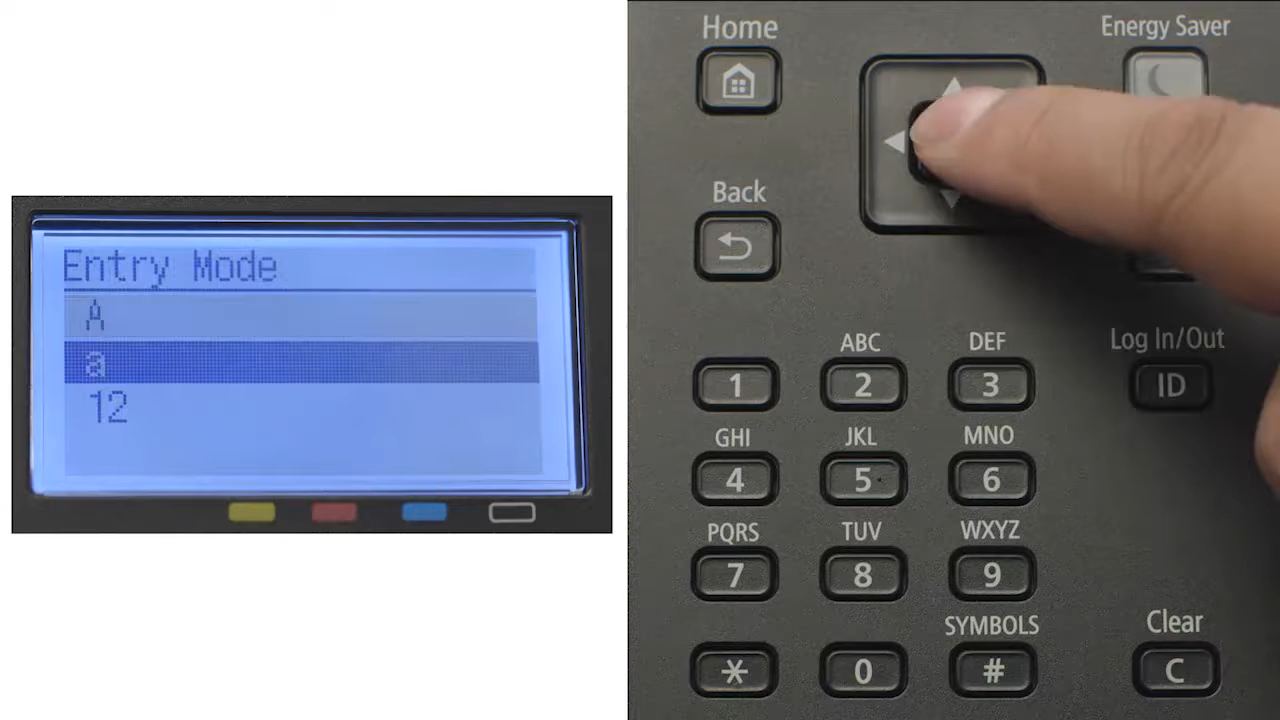 Entry Mode
A
a
12
Home
Energy Saver
Back
Log In/Out
ID
1
ABC
2
DEF
3
GHI
4
JKL
5
MNO
6
PQRS
7
TUV
8
WXYZ
9
*
0
SYMBOLS
#
Clear
C